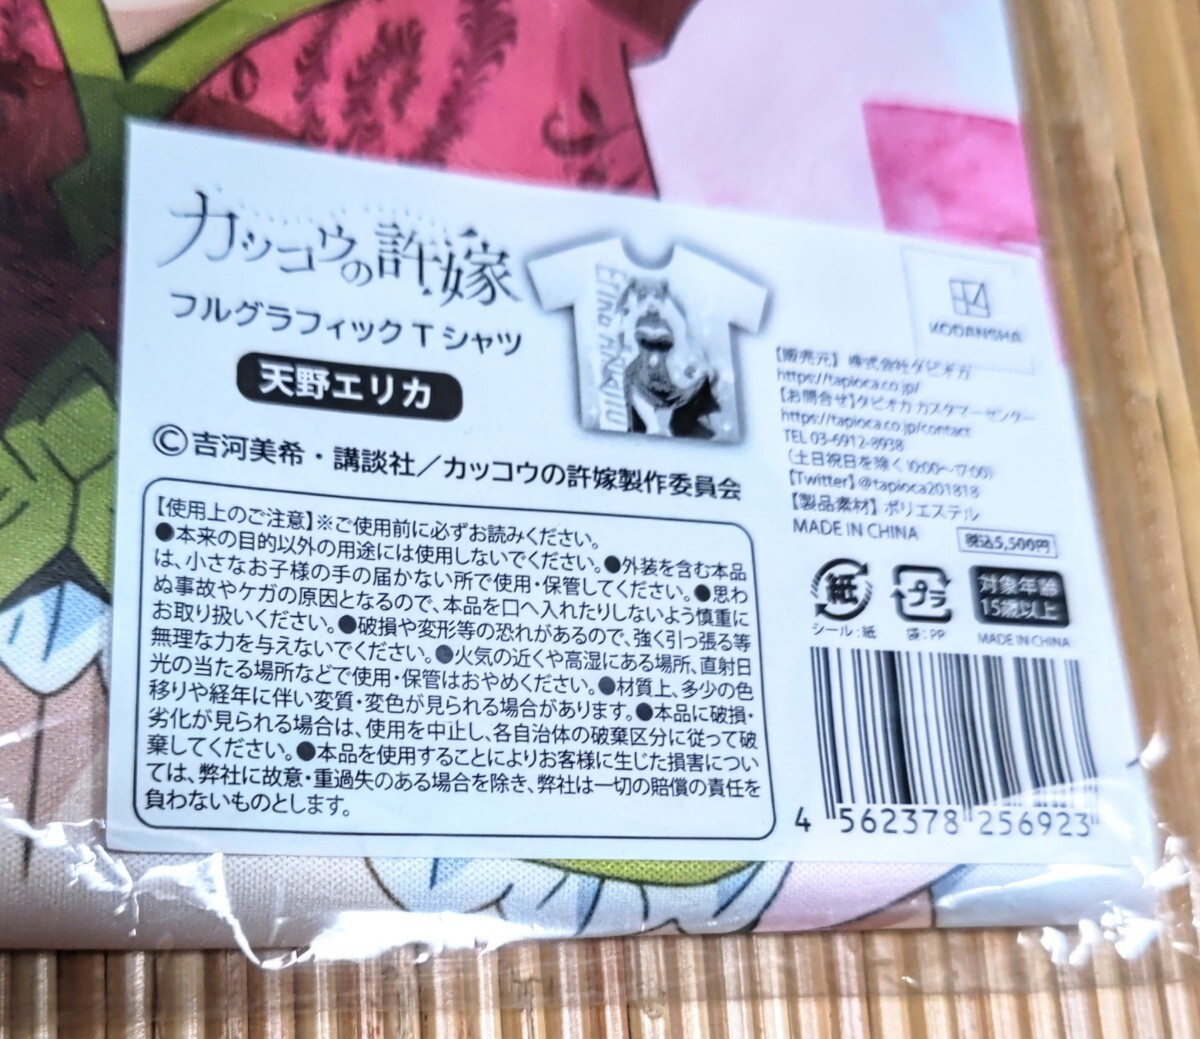 カッコウの許嫁
フルグラフィックTシャツ
天野エリカ
©吉河美希・講談社／カッコウの許嫁製作委員会
【使用上のご注意】※ご使用前に必ずお読みください。
●本来の目的以外の用途には使用しないでください。●外装を含む本品
は、小さなお子様の手の届かない所で使用・保管してください。●思わ
ぬ事故やケガの原因となるので、本品を口へ入れたりしないよう慎重に
お取り扱いください。●破損や変形等の恐れがあるので、強く引っ張る等
無理な力を与えないでください。●火気の近くや高湿にある場所、直射日
光の当たる場所などで使用・保管はおやめください。●材質上、多少の色
移りや経年に伴い変質・変色が見られる場合があります。●本品に破損・
劣化が見られる場合は、使用を中止し、各自治体の破棄区分に従って破
棄してください。●本品を使用することによりお客様に生じた損害につい
ては、弊社に故意・重過失のある場合を除き、弊社は一切の賠償の責任を
負わないものとします。
KODANSHA
【販売元】株式会社タピオカ
https://tapioca.co.jp/
【お問合せ】タピオカ カスタマーセンター
https://tapioca.co.jp/contact
TEL 03-6912-8938
(土日祝日を除く10:00〜17:00)
【Twitter】@tapioca201818
【製品素材】ポリエステル
MADE IN CHINA
税込5,500円
紙
シール：紙
プラ
袋：PP
対象年齢
15歳以上
MADE IN CHINA
4 562378 256923